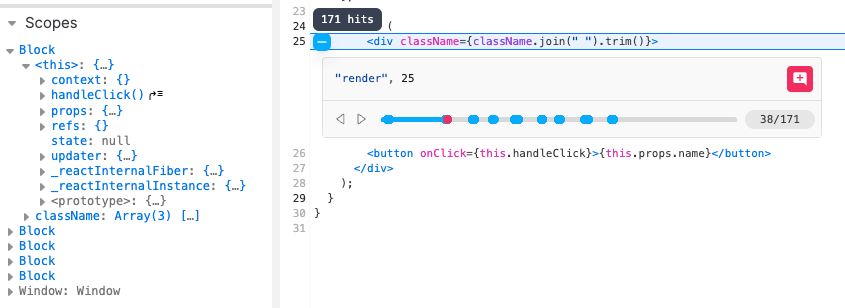 Scopes
Block
<this>: {…}
context: {}
handleClick()
props: {…}
refs: {}
state: null
updater: {…}
_reactInternalFiber: {…}
_reactInternalInstance: {…}
<prototype>: {…}
className: Array(3) […]
Block
Block
Block
Block
Window: Window
23
171 hits
24 (
25 <div className={className.join(" ").trim()}>
"render", 25
38/171
26 <button onClick={this.handleClick}>{this.props.name}</button>
27 </div>
28 );
29 }
30 }
31